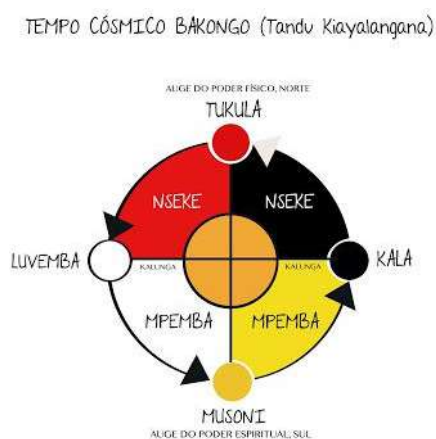 TEMPO CÓSMICO BAKONGO (Tandu Kiayalangana)
AUGE DO PODER FÍSICO, NORTE
TUKULA
NSEKE
NSEKE
LUVEMBA
KALUNGA
KALUNGA
KALA
MPEMBA
MPEMBA
MUSONI
AUGE DO PODER ESPIRITUAL, SUL